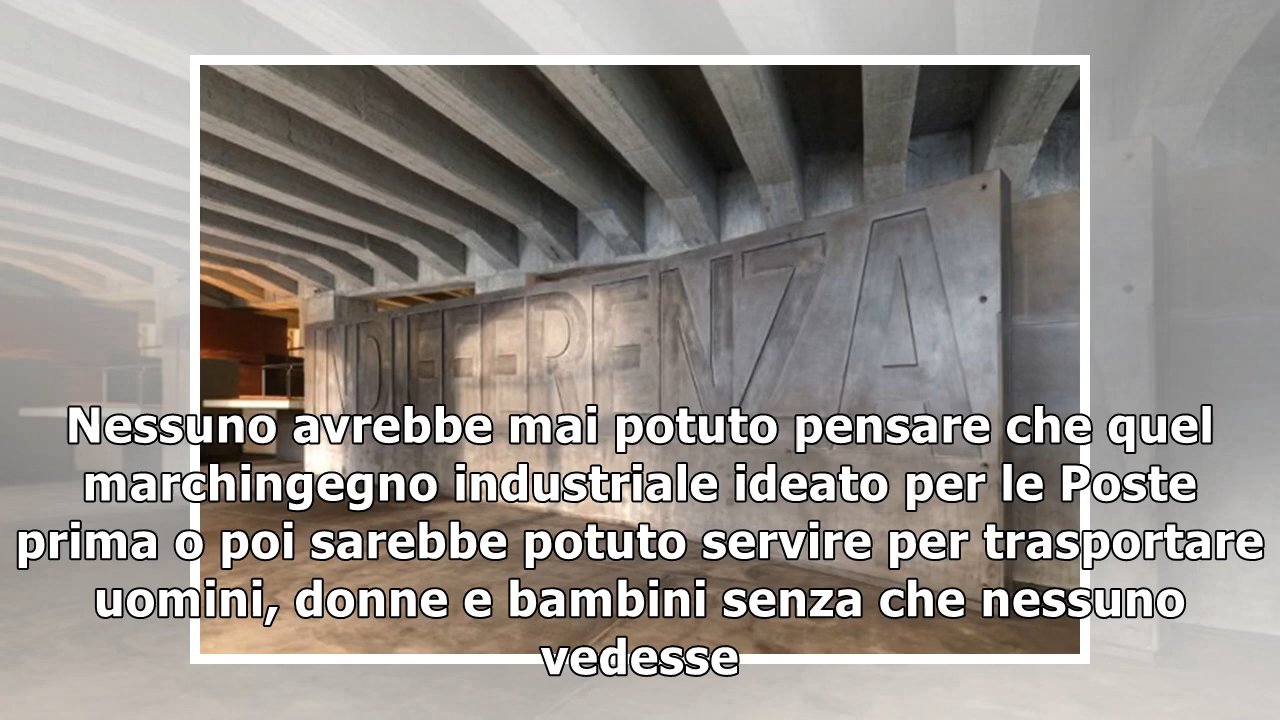 INDIFFERENZA
Nessuno avrebbe mai potuto pensare che quel
marchingegno industriale ideato per le Poste
prima o poi sarebbe potuto servire per trasportare
uomini, donne e bambini senza che nessuno
vedesse